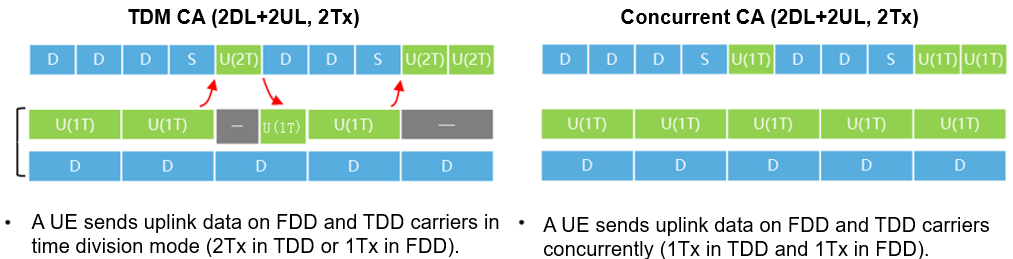 TDM CA (2DL+2UL, 2Tx)
D D D S U(2T) D D S U(2T) U(2T)
U(1T) U(1T) — U(1T) U(1T) —
D D D D D
• A UE sends uplink data on FDD and TDD carriers in
time division mode (2Tx in TDD or 1Tx in FDD).
Concurrent CA (2DL+2UL, 2Tx)
D D D S U(1T) D D S U(1T) U(1T)
U(1T) U(1T) U(1T) U(1T) U(1T)
D D D D D
• A UE sends uplink data on FDD and TDD carriers
concurrently (1Tx in TDD and 1Tx in FDD).